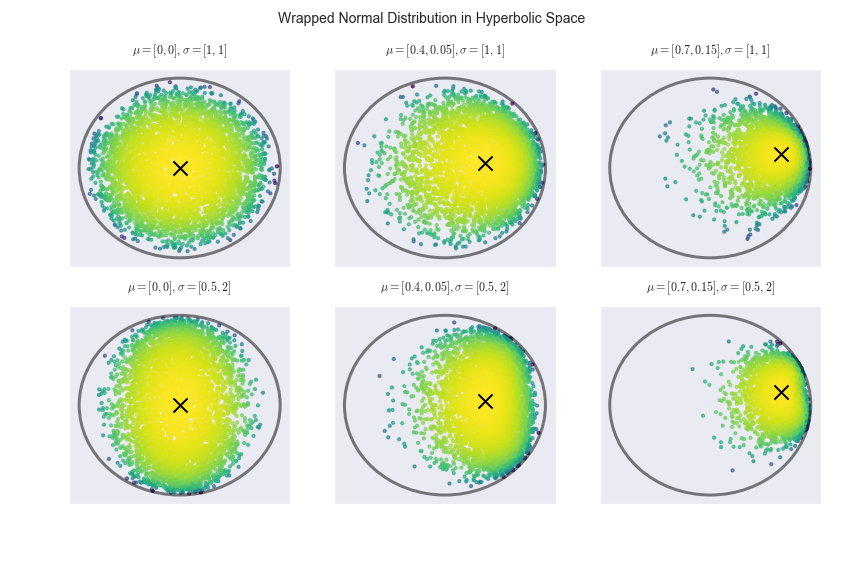 Wrapped Normal Distribution in Hyperbolic Space
μ = [0, 0], σ = [1, 1]
μ = [0.4, 0.05], σ = [1, 1]
μ = [0.7, 0.15], σ = [1, 1]
μ = [0, 0], σ = [0.5, 2]
μ = [0.4, 0.05], σ = [0.5, 2]
μ = [0.7, 0.15], σ = [0.5, 2]